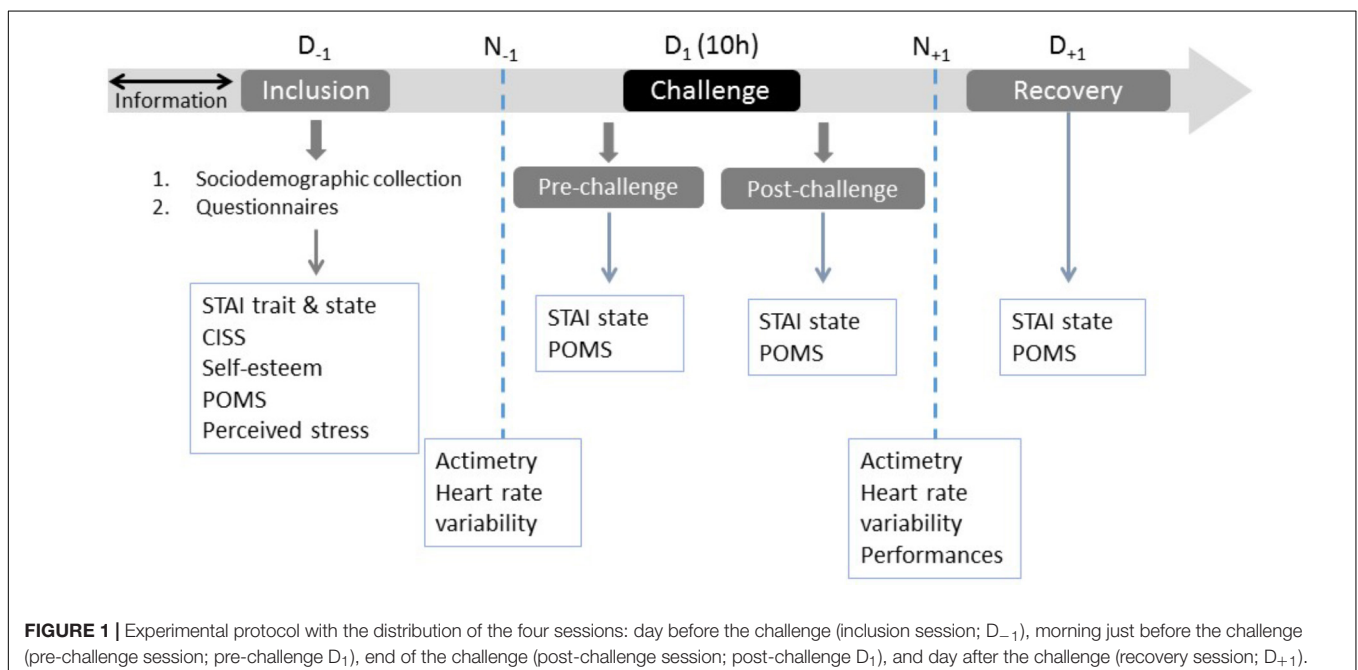 D₋₁ N₋₁ D₁ (10h) N₊₁ D₊₁
Information Inclusion Challenge Recovery
1. Sociodemographic collection
2. Questionnaires
Pre-challenge Post-challenge
STAI trait & state
CISS
Self-esteem
POMS
Perceived stress
Actimetry
Heart rate
variability
STAI state
POMS
STAI state
POMS
Actimetry
Heart rate
variability
Performances
STAI state
POMS
FIGURE 1 | Experimental protocol with the distribution of the four sessions: day before the challenge (inclusion session; D₋₁), morning just before the challenge
(pre-challenge session; pre-challenge D₁), end of the challenge (post-challenge session; post-challenge D₁), and day after the challenge (recovery session; D₊₁).